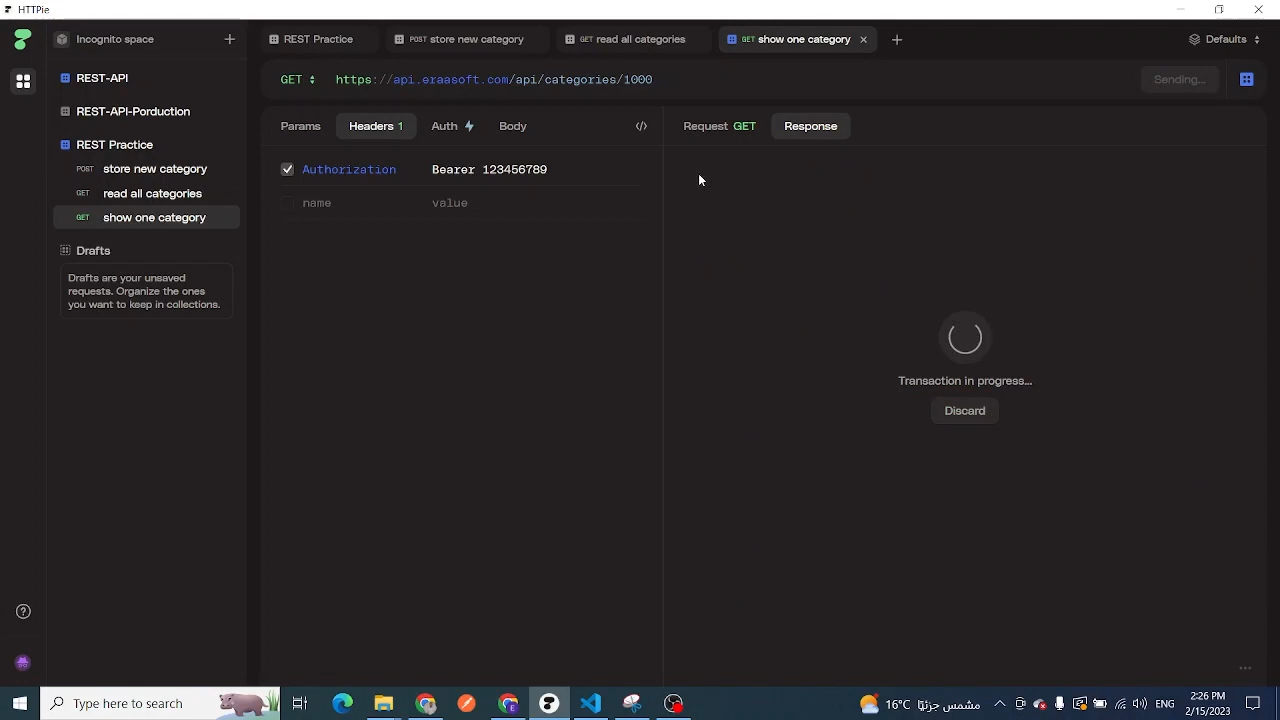 HTTPie
Incognito space
REST Practice
POST store new category
GET read all categories
GET show one category
Defaults
REST-API
REST-API-Porduction
REST Practice
POST store new category
GET read all categories
GET show one category
Drafts
Drafts are your unsaved
requests. Organize the ones
you want to keep in collections.
GET https://api.eraasoft.com/api/categories/1000
Sending...
Params Headers 1 Auth Body
Authorization Bearer 123456789
name value
Request GET Response
Transaction in progress...
Discard
Type here to search
16°C مشمس جزئيًا
ENG
2:26 PM
2/15/2023